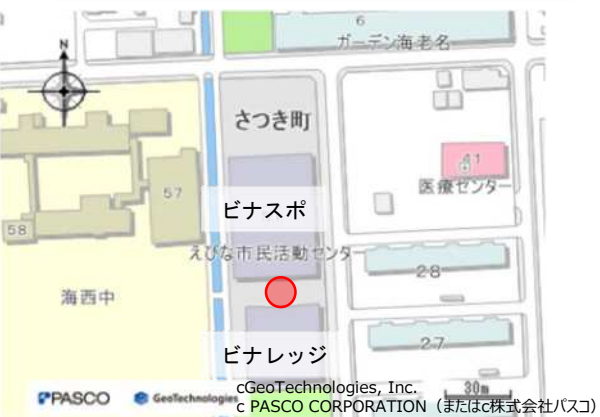 N
6
ガーデン海老名
さつき町
41
医療センター
57
ビナスポ
58
えびな市民活動センター
28
海西中
ビナレッジ
27
30m
PASCO
GeoTechnologies
cGeoTechnologies, Inc.
c PASCO CORPORATION（またはc株式会社パスコ）